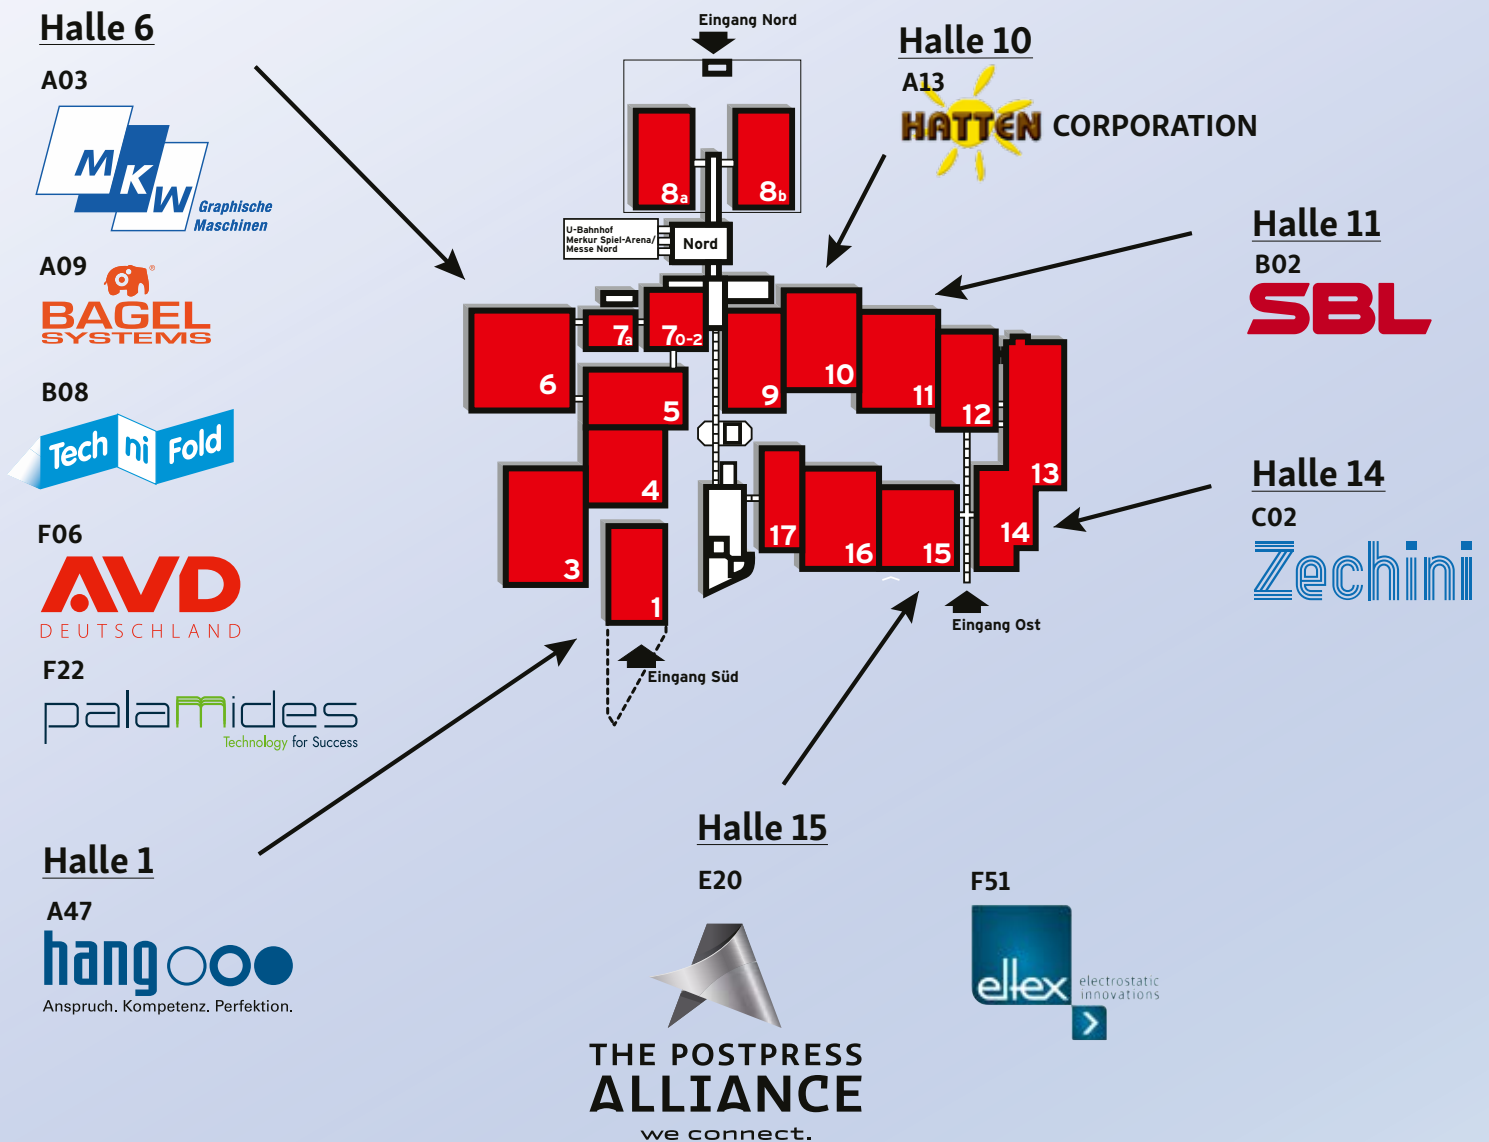 Halle 6
A03
MKW
Graphische
Maschinen
A09
BAGEL
SYSTEMS
B08
Tech ni Fold
F06
AVD
DEUTSCHLAND
F22
palamides
Technology for Success
Halle 1
A47
hang
Anspruch. Kompetenz. Perfektion.
Eingang Nord
8a
8b
U-Bahnhof
Merkur Spiel-Arena/
Messe Nord
Nord
7a
70-2
6
5
9
10
11
12
4
13
3
17
16
15
14
1
Eingang Süd
Eingang Ost
Halle 10
A13
HATTEN CORPORATION
Halle 11
B02
SBL
Halle 14
C02
Zechini
Halle 15
E20
THE POSTPRESS
ALLIANCE
we connect.
F51
eltex
electrostatic
innovations